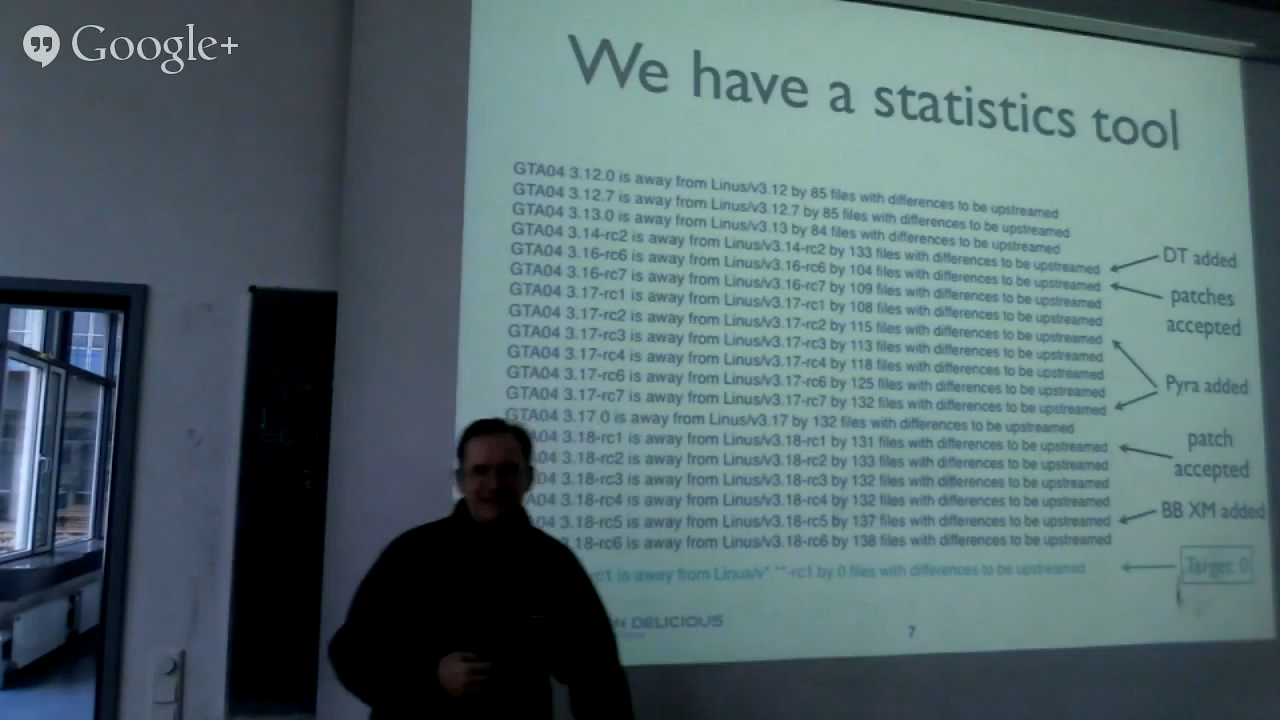 Google+
We have a statistics tool
GTA04 3.12.0 is away from Linus/v3.12 by 85 files with differences to be upstreamed
GTA04 3.12.7 is away from Linus/v3.12.7 by 85 files with differences to be upstreamed
GTA04 3.13.0 is away from Linus/v3.13 by 84 files with differences to be upstreamed
GTA04 3.14-rc2 is away from Linus/v3.14-rc2 by 133 files with differences to be upstreamed
GTA04 3.16-rc6 is away from Linus/v3.16-rc6 by 104 files with differences to be upstreamed
GTA04 3.16-rc7 is away from Linus/v3.16-rc7 by 109 files with differences to be upstreamed
GTA04 3.17-rc1 is away from Linus/v3.17-rc1 by 108 files with differences to be upstreamed
GTA04 3.17-rc2 is away from Linus/v3.17-rc2 by 115 files with differences to be upstreamed
GTA04 3.17-rc3 is away from Linus/v3.17-rc3 by 113 files with differences to be upstreamed
GTA04 3.17-rc4 is away from Linus/v3.17-rc4 by 118 files with differences to be upstreamed
GTA04 3.17-rc6 is away from Linus/v3.17-rc6 by 125 files with differences to be upstreamed
GTA04 3.17-rc7 is away from Linus/v3.17-rc7 by 132 files with differences to be upstreamed
GTA04 3.17.0 is away from Linus/v3.17 by 132 files with differences to be upstreamed
A04 3.18-rc1 is away from Linus/v3.18-rc1 by 131 files with differences to be upstreamed
A04 3.18-rc2 is away from Linus/v3.18-rc2 by 133 files with differences to be upstreamed
A04 3.18-rc3 is away from Linus/v3.18-rc3 by 132 files with differences to be upstreamed
A04 3.18-rc4 is away from Linus/v3.18-rc4 by 132 files with differences to be upstreamed
A04 3.18-rc5 is away from Linus/v3.18-rc5 by 137 files with differences to be upstreamed
3.18-rc6 is away from Linus/v3.18-rc6 by 138 files with differences to be upstreamed
rc1 is away from Linus/v*.**-rc1 by 0 files with differences to be upstreamed
DT added
patches
accepted
Pyra added
patch
accepted
BB XM added
Target: 0
DELICIOUS
7